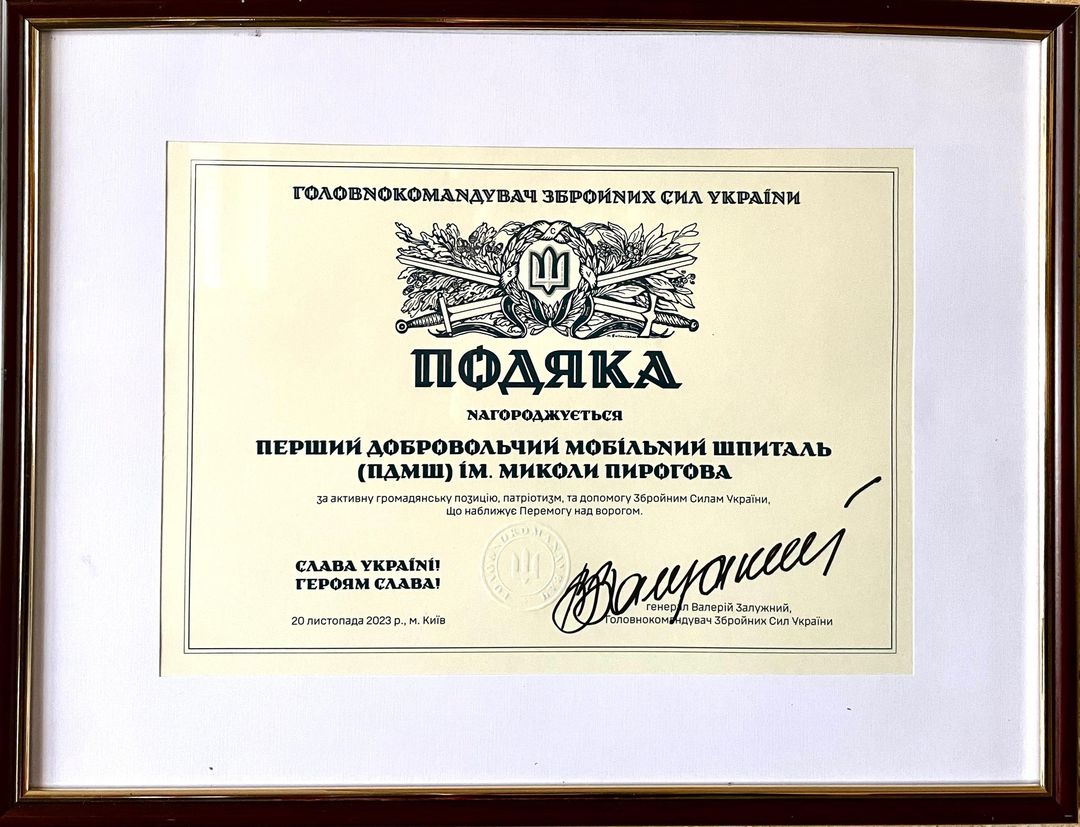 ГОЛОВНОКОМАНДУВАЧ ЗБРОЙНИХ СИЛ УКРАЇНИ
З С У
ПОДЯКА
НАГОРОДЖУЄТЬСЯ
ПЕРШИЙ ДОБРОВОЛЬЧИЙ МОБІЛЬНИЙ ШПИТАЛЬ
(ПДМШ) ІМ. МИКОЛИ ПИРОГОВА
за активну громадянську позицію, патріотизм, та допомогу Збройним Силам України,
Що наближує Перемогу над ворогом.
ГОЛОВНОКОМАНДУВАЧ
СЛАВА УКРАЇНІ!
ГЕРОЯМ СЛАВА!
20 листопада 2023 р., м. Київ
генерал Валерій Залужний,
Головнокомандувач Збройних Сил України